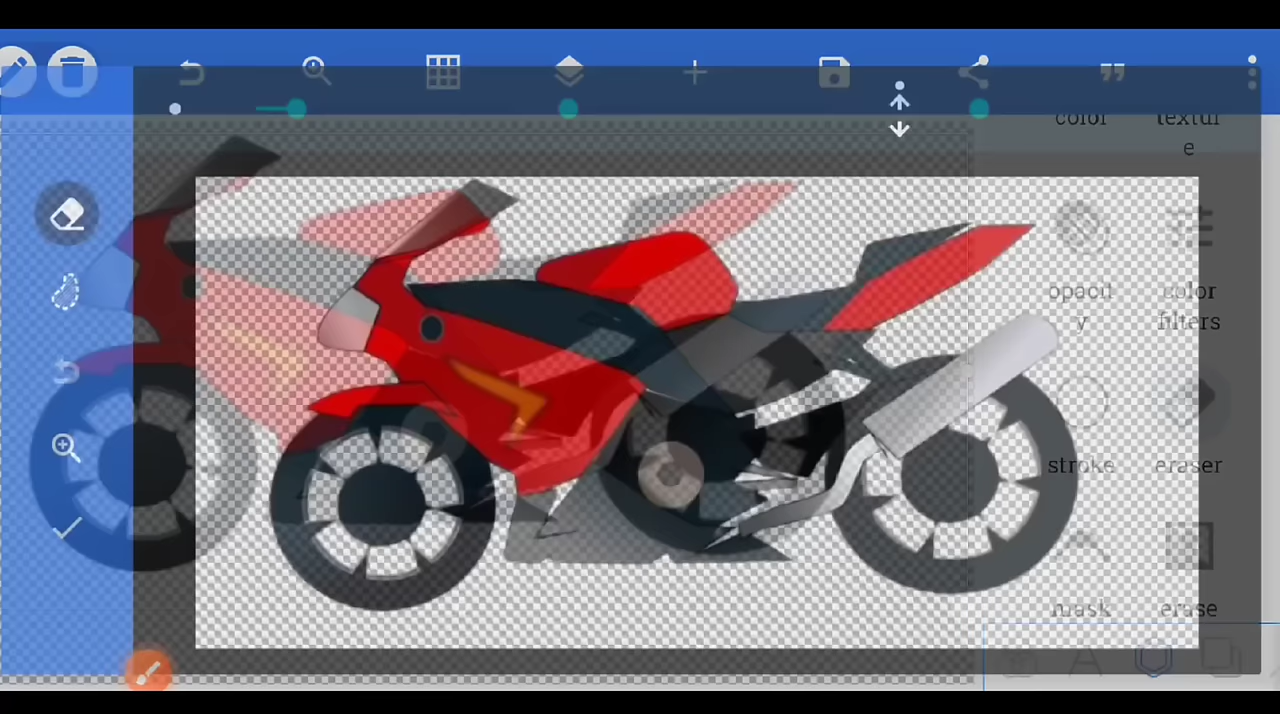 color textur
e
opacit color
y filters
stroke eraser
mask erase